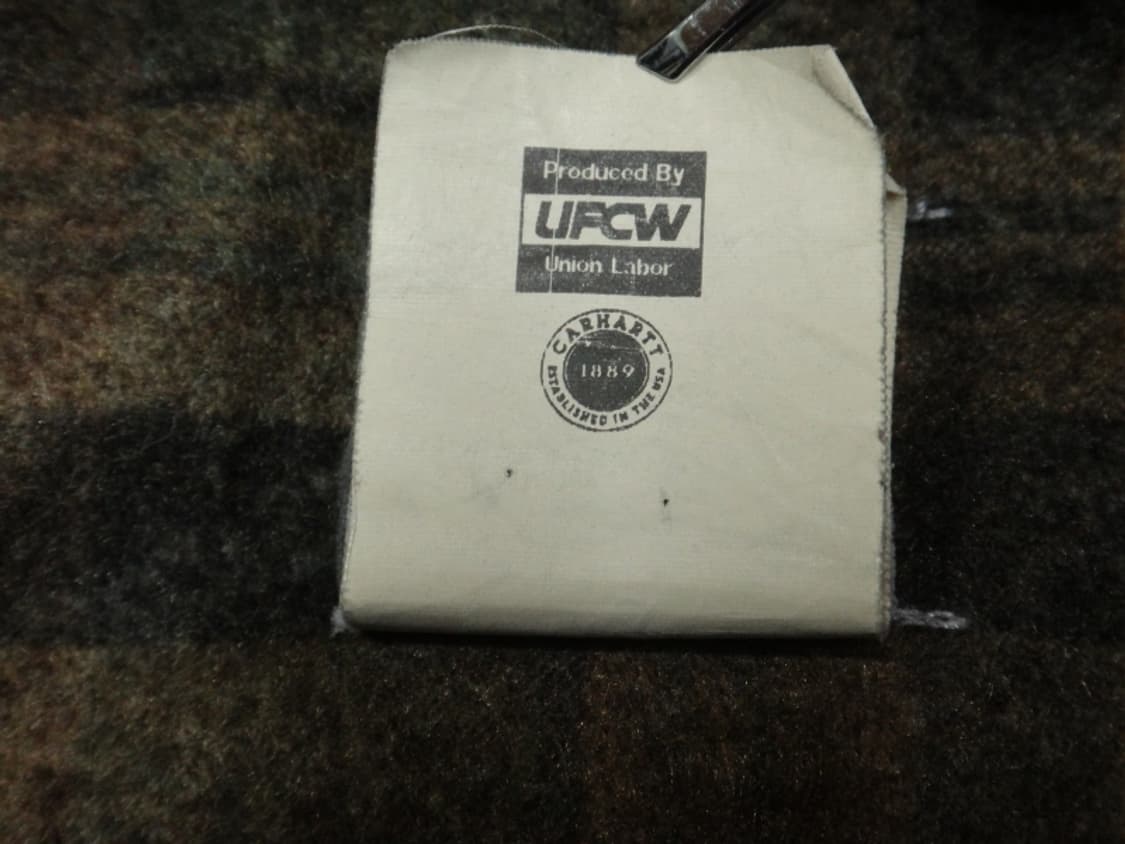 Produced By
UFCW
Union Labor
CARHARTT
1889
ESTABLISHED IN THE USA